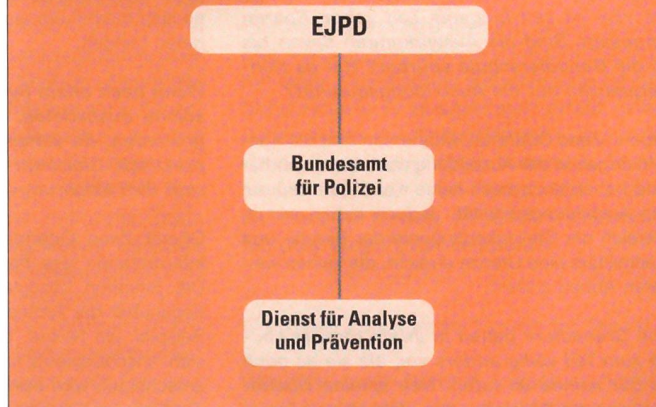 EJPD
Bundesamt
für Polizei
Dienst für Analyse
und Prävention